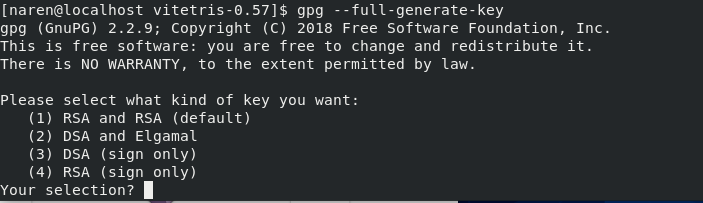 [naren@localhost vitetris-0.57]$ gpg --full-generate-key
gpg (GnuPG) 2.2.9; Copyright (C) 2018 Free Software Foundation, Inc.
This is free software: you are free to change and redistribute it.
There is NO WARRANTY, to the extent permitted by law.

Please select what kind of key you want:
   (1) RSA and RSA (default)
   (2) DSA and Elgamal
   (3) DSA (sign only)
   (4) RSA (sign only)
Your selection?